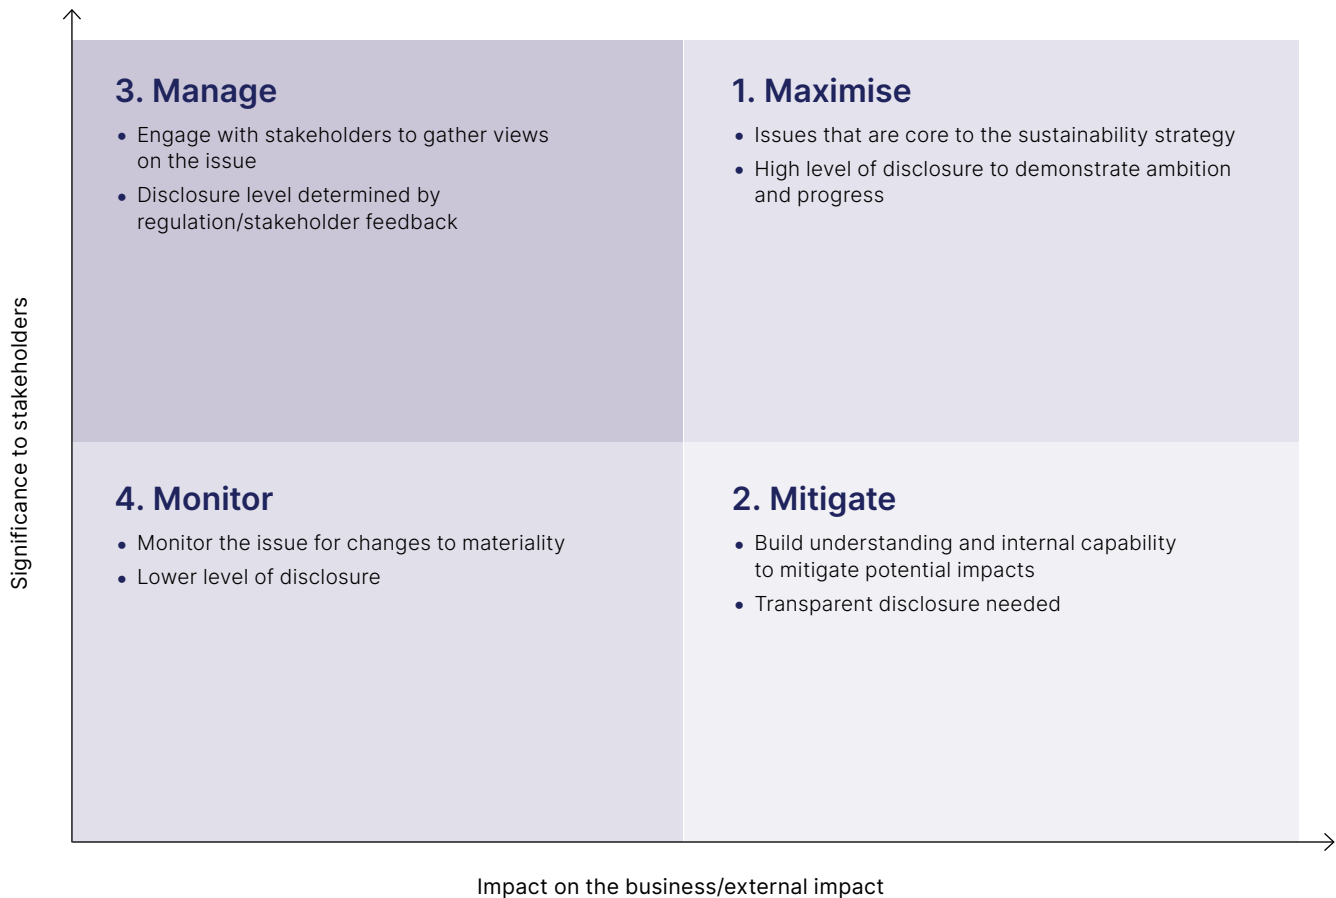 3. Manage
• Engage with stakeholders to gather views
on the issue
• Disclosure level determined by
regulation/stakeholder feedback
1. Maximise
• Issues that are core to the sustainability strategy
• High level of disclosure to demonstrate ambition
and progress
Significance to stakeholders
4. Monitor
• Monitor the issue for changes to materiality
• Lower level of disclosure
2. Mitigate
• Build understanding and internal capability
to mitigate potential impacts
• Transparent disclosure needed
Impact on the business/external impact